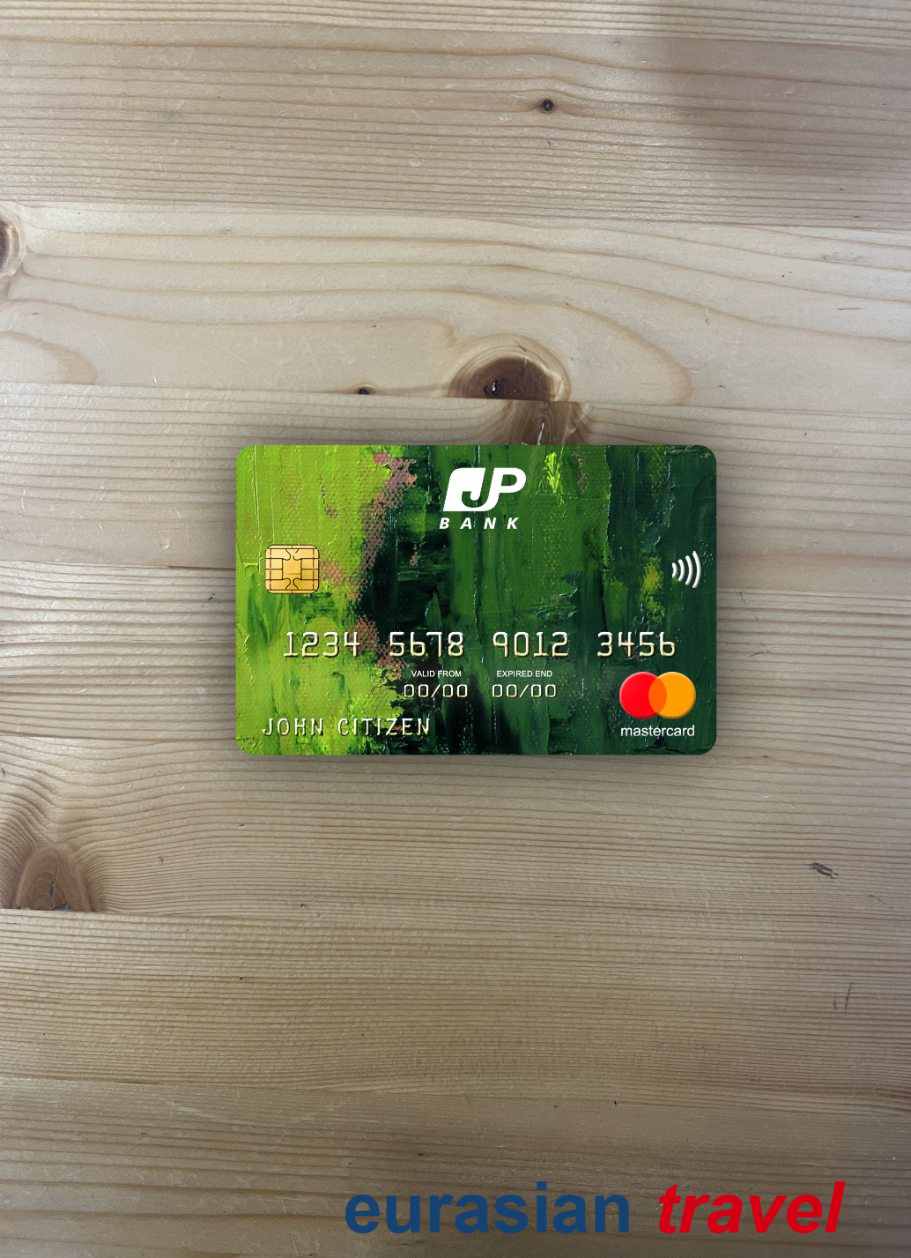 JP
BANK
1234 5678 9012 3456
VALID FROM EXPIRED END
00/00 00/00
JOHN CITIZEN
mastercard
eurasian travel